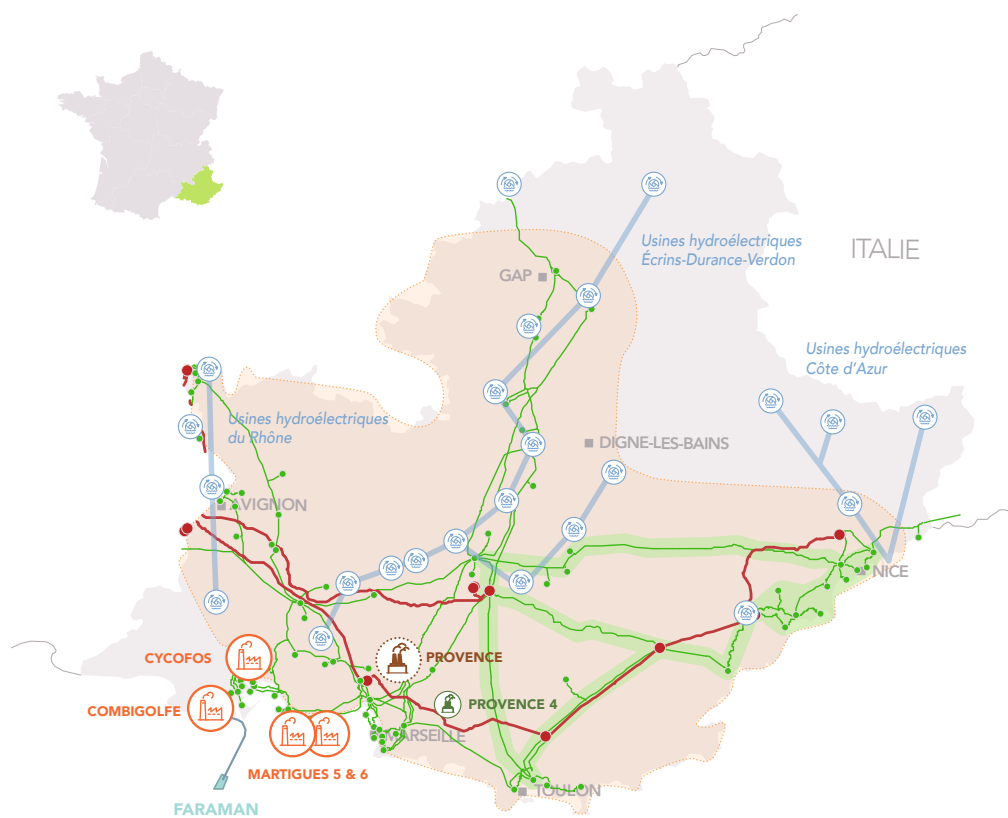 Usines hydroélectriques
Écrins-Durance-Verdon
ITALIE
GAP
Usines hydroélectriques
Côte d'Azur
Usines hydroélectriques
du Rhône
DIGNE-LES-BAINS
AVIGNON
NICE
CYCOFOS
PROVENCE
COMBIGOLFE
PROVENCE 4
MARSEILLE
MARTIGUES 5 & 6
TOULON
FARAMAN